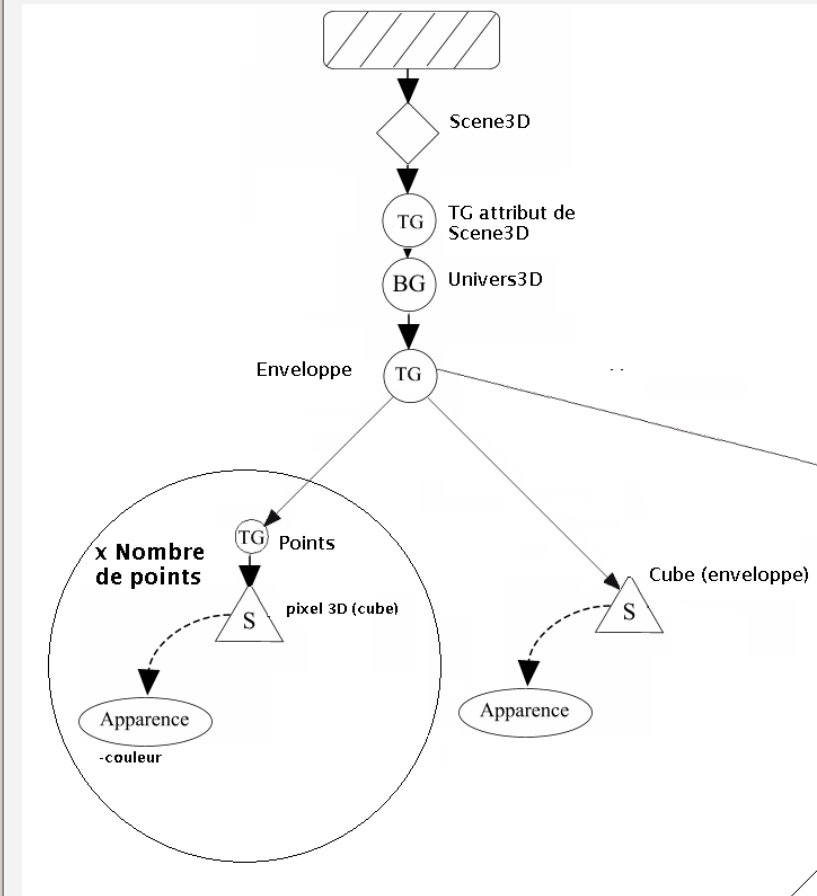 Scene3D
TG
TG attribut de
Scene3D
BG
Univers3D
Enveloppe
TG
x Nombre
de points
TG
Points
S
pixel 3D (cube)
Apparence
-couleur
Cube (enveloppe)
S
Apparence